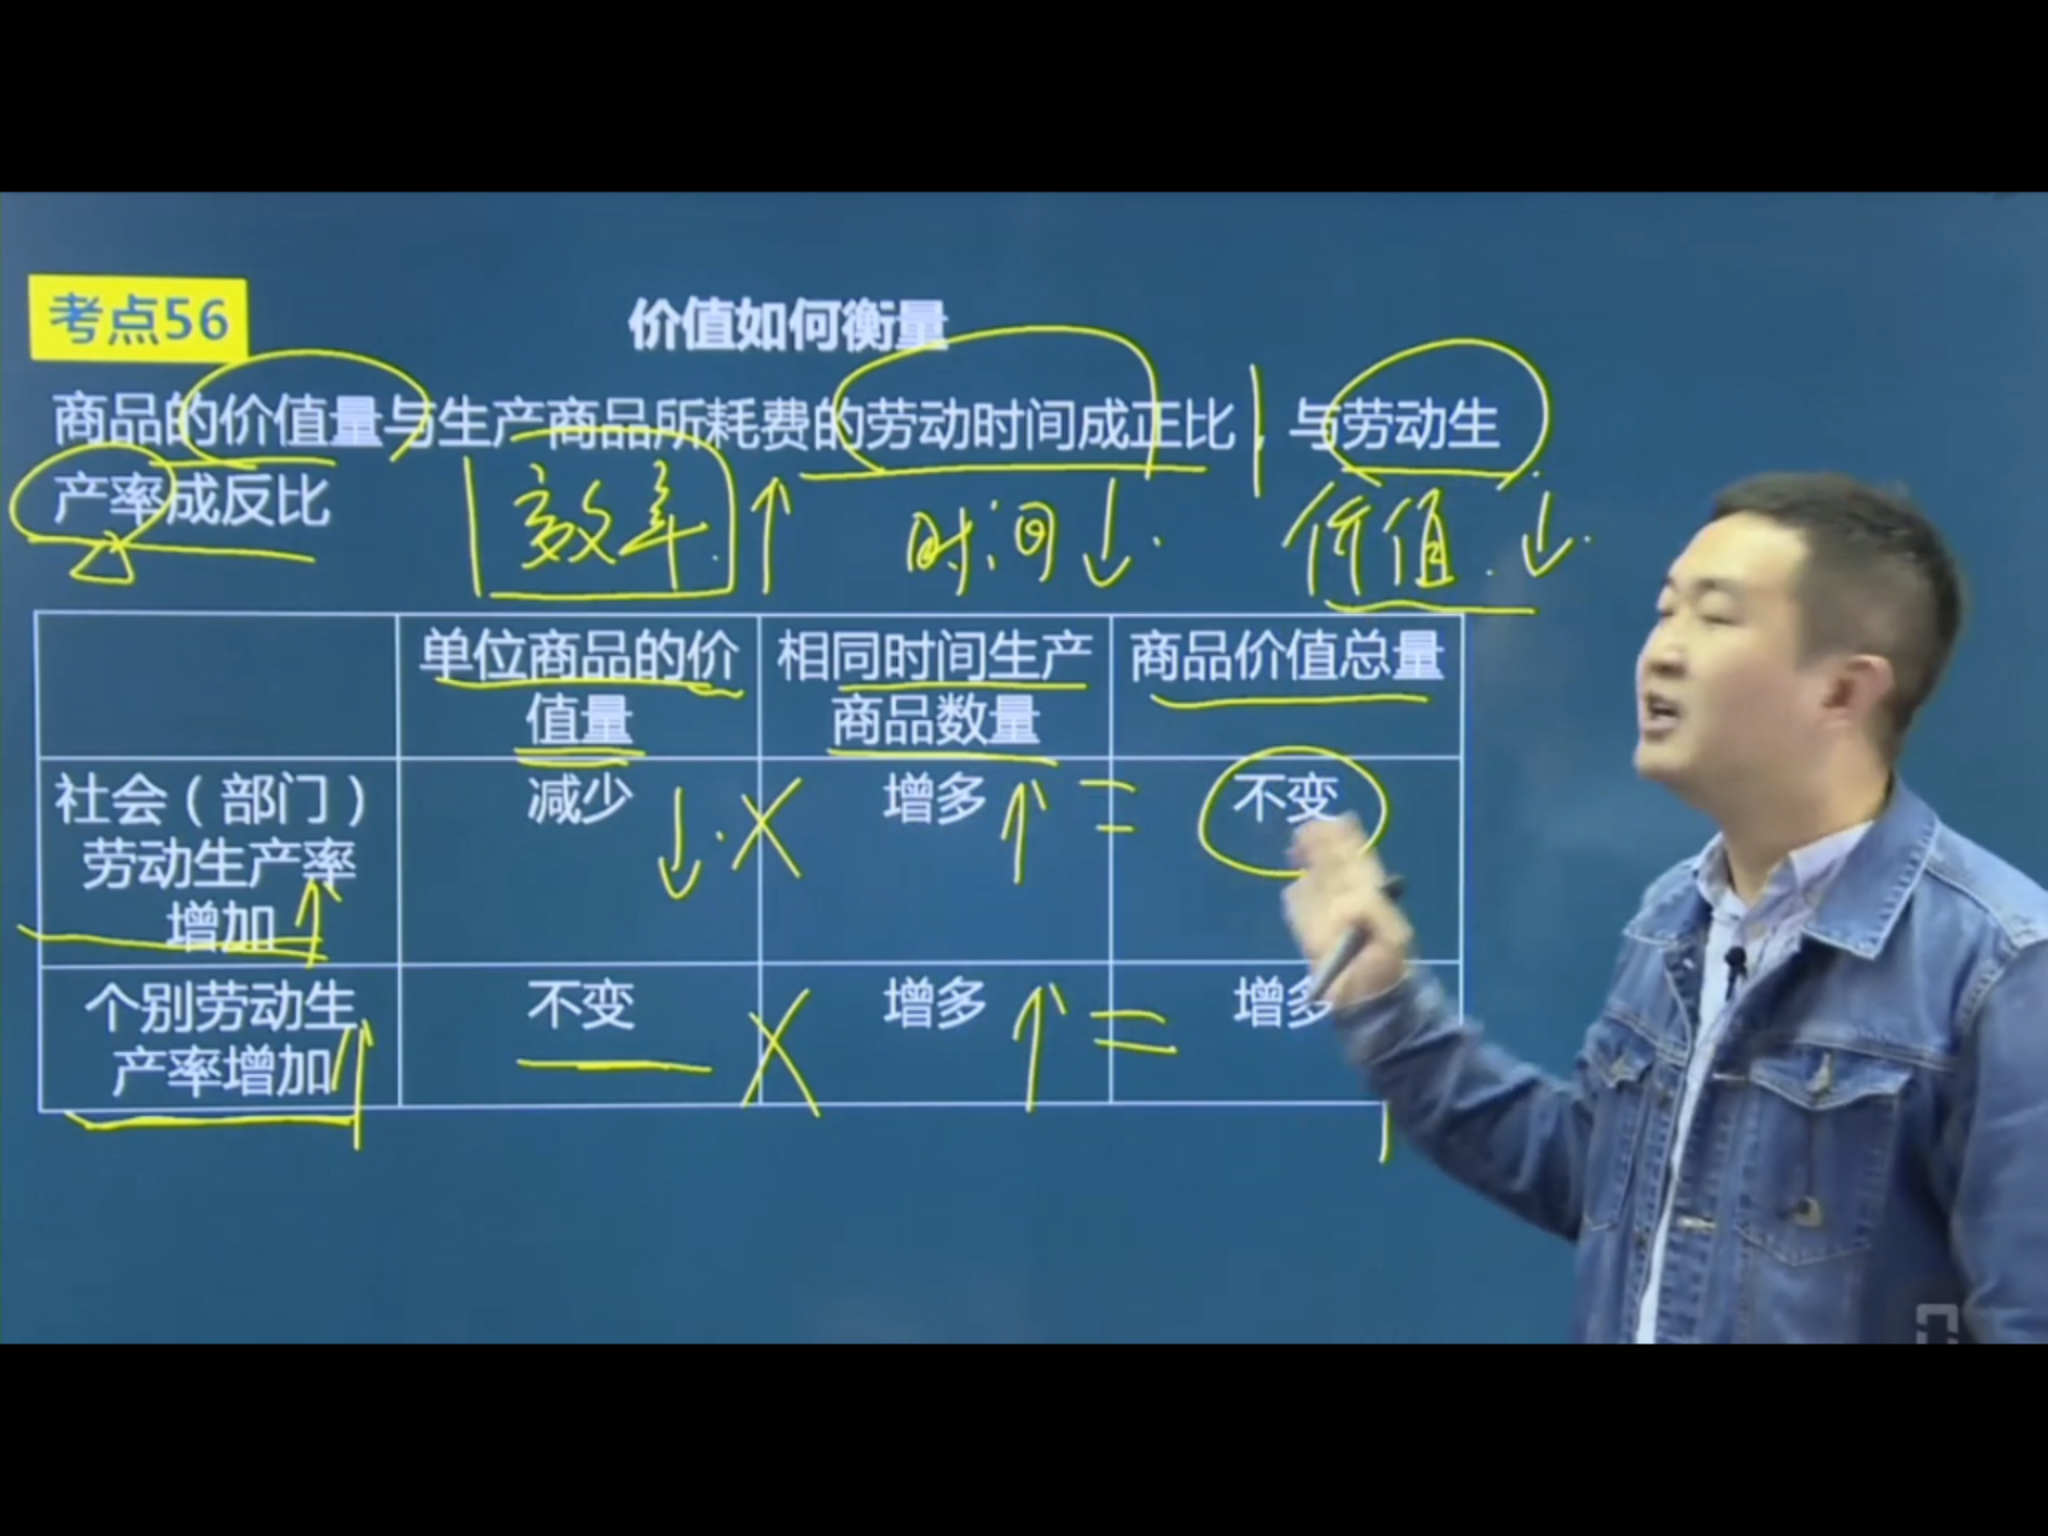 考点56
价值如何衡量
商品的价值量与生产商品所耗费的劳动时间成正比，与劳动生
产率成反比
效率 时间 价值
单位商品的价
值量
相同时间生产
商品数量
商品价值总量
社会（部门）
劳动生产率
增加
减少
增多
不变
个别劳动生
产率增加
不变
增多
增多